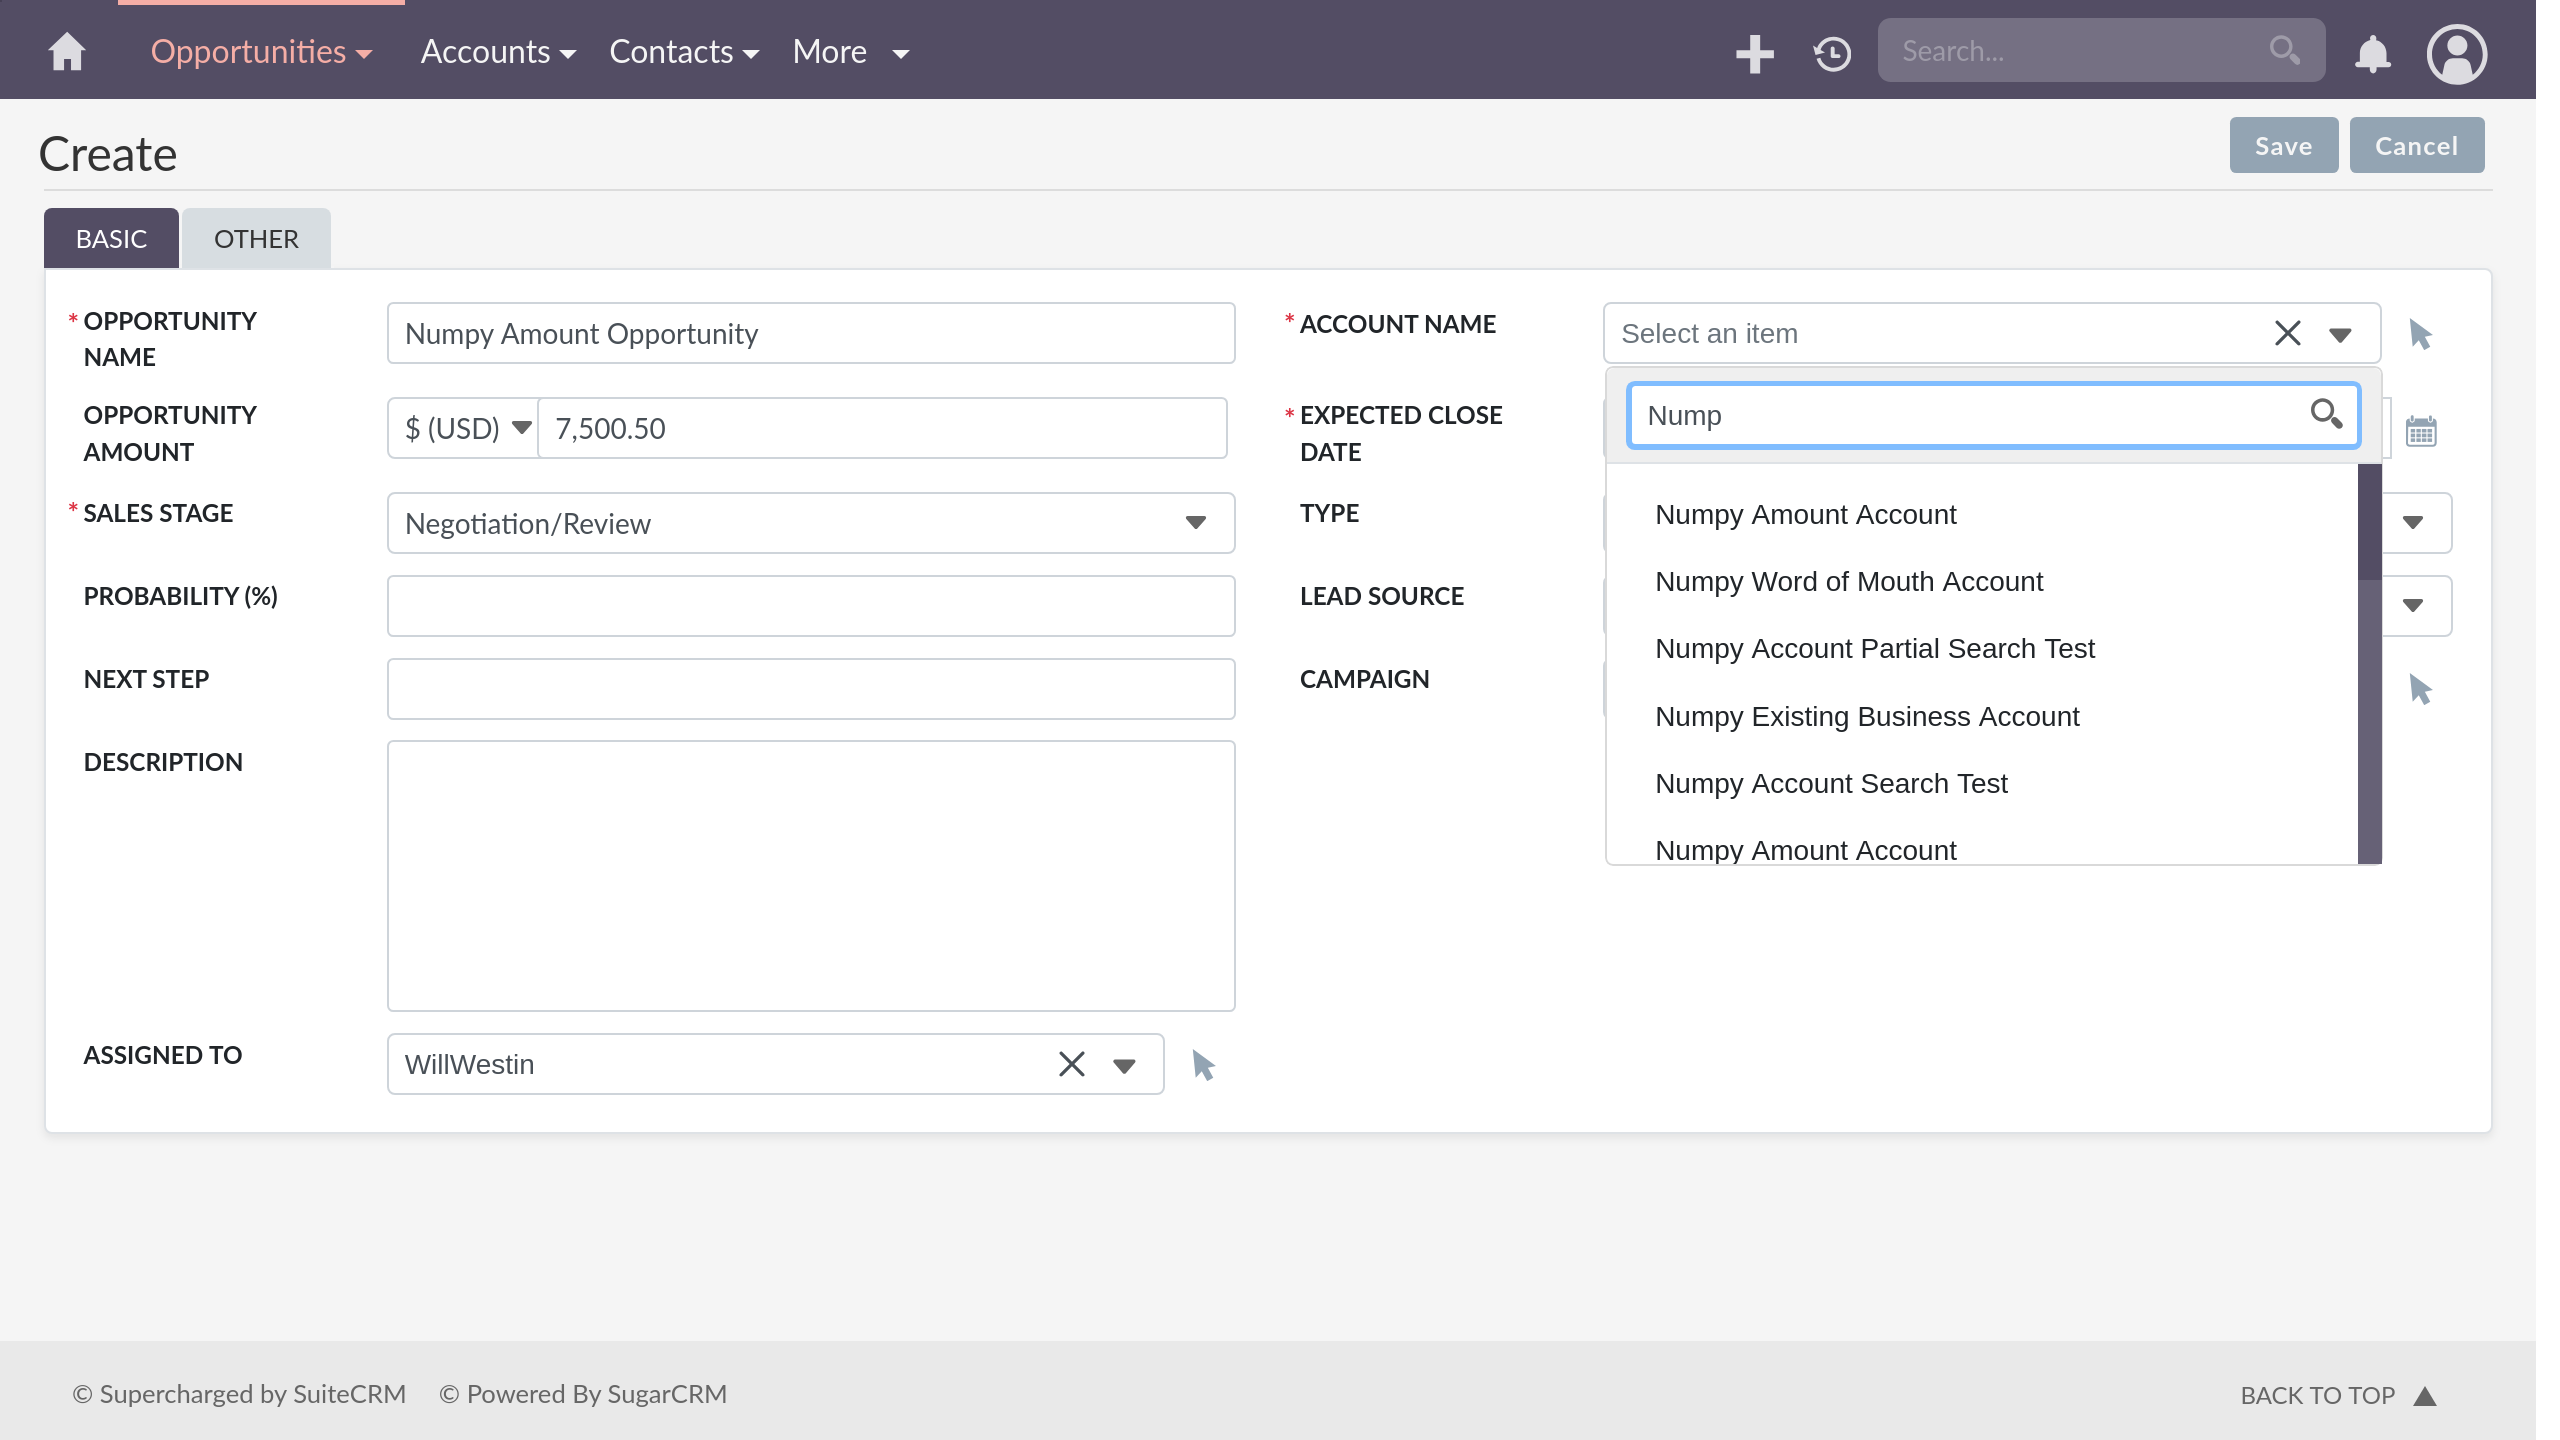 Opportunities Accounts Contacts More Search...
Create
Save Cancel
BASIC OTHER
* OPPORTUNITY NAME
Numpy Amount Opportunity
* ACCOUNT NAME
Select an item
Nump
Numpy Amount Account
Numpy Word of Mouth Account
Numpy Account Partial Search Test
Numpy Existing Business Account
Numpy Account Search Test
Numpy Amount Account
OPPORTUNITY AMOUNT
$ (USD) 7,500.50
* EXPECTED CLOSE DATE
* SALES STAGE
Negotiation/Review
TYPE
PROBABILITY (%)
LEAD SOURCE
NEXT STEP
CAMPAIGN
DESCRIPTION
ASSIGNED TO
WillWestin
© Supercharged by SuiteCRM © Powered By SugarCRM
BACK TO TOP